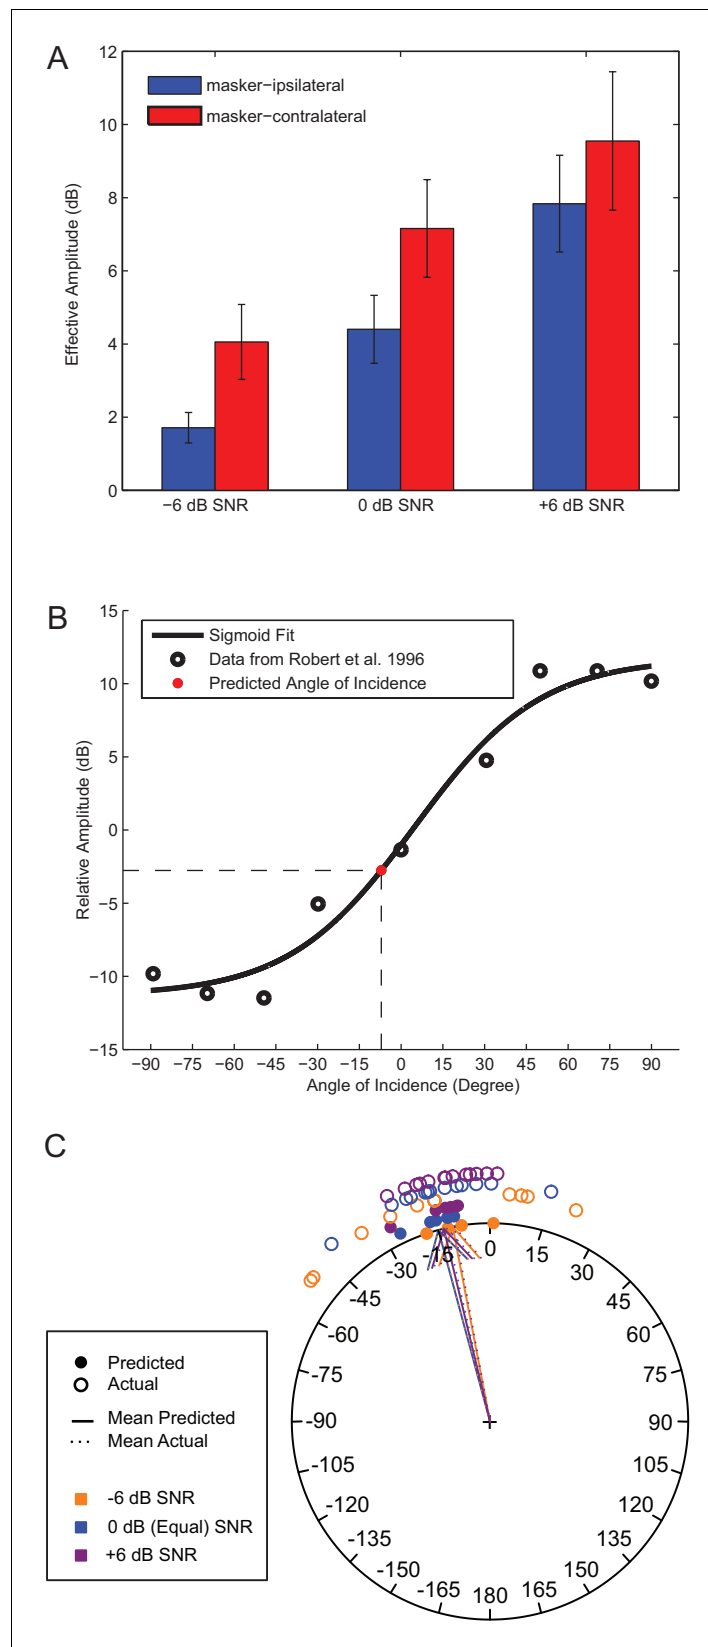 A
12
10
8
6
4
2
0
Effective Amplitude (dB)
masker−ipsilateral
masker−contralateral
−6 dB SNR
0 dB SNR
+6 dB SNR
B
15
10
5
0
−5
−10
−15
Relative Amplitude (dB)
Sigmoid Fit
Data from Robert et al. 1996
Predicted Angle of Incidence
−90 −75 −60 −45 −30 −15 0 15 30 45 60 75 90
Angle of Incidence (Degree)
C
0
15
30
45
60
75
90
105
120
135
150
165
180
-165
-150
-135
-120
-105
-90
-75
-60
-45
-30
-15
Predicted
Actual
Mean Predicted
Mean Actual
-6 dB SNR
0 dB (Equal) SNR
+6 dB SNR